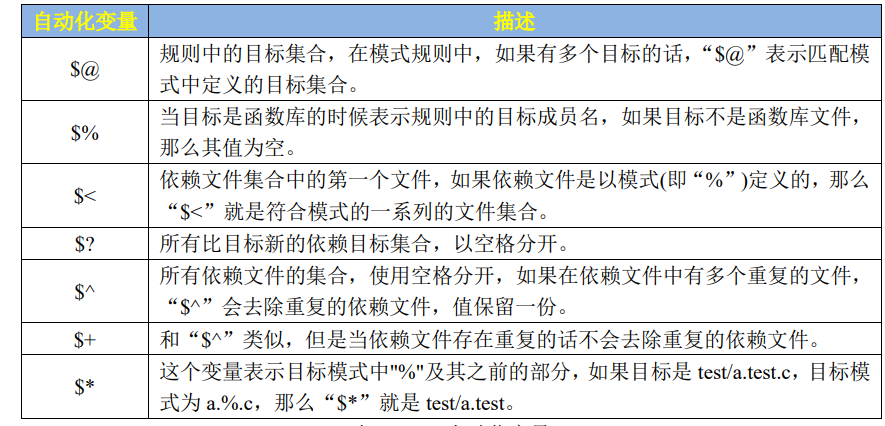 自动化变量 描述
$@ 规则中的目标集合，在模式规则中，如果有多个目标的话，“$@”表示匹配模
式中定义的目标集合。
$% 当目标是函数库的时候表示规则中的目标成员名，如果目标不是函数库文件，
那么其值为空。
$< 依赖文件集合中的第一个文件，如果依赖文件是以模式(即“%”)定义的，那么
“$<”就是符合模式的一系列的文件集合。
$? 所有比目标新的依赖目标集合，以空格分开。
$^ 所有依赖文件的集合，使用空格分开，如果在依赖文件中有多个重复的文件，
“$^”会去除重复的依赖文件，值保留一份。
$+ 和“$^”类似，但是当依赖文件存在重复的话不会去除重复的依赖文件。
$* 这个变量表示目标模式中"%"及其之前的部分，如果目标是 test/a.test.c，目标模
式为 a.%.c，那么“$*”就是 test/a.test。